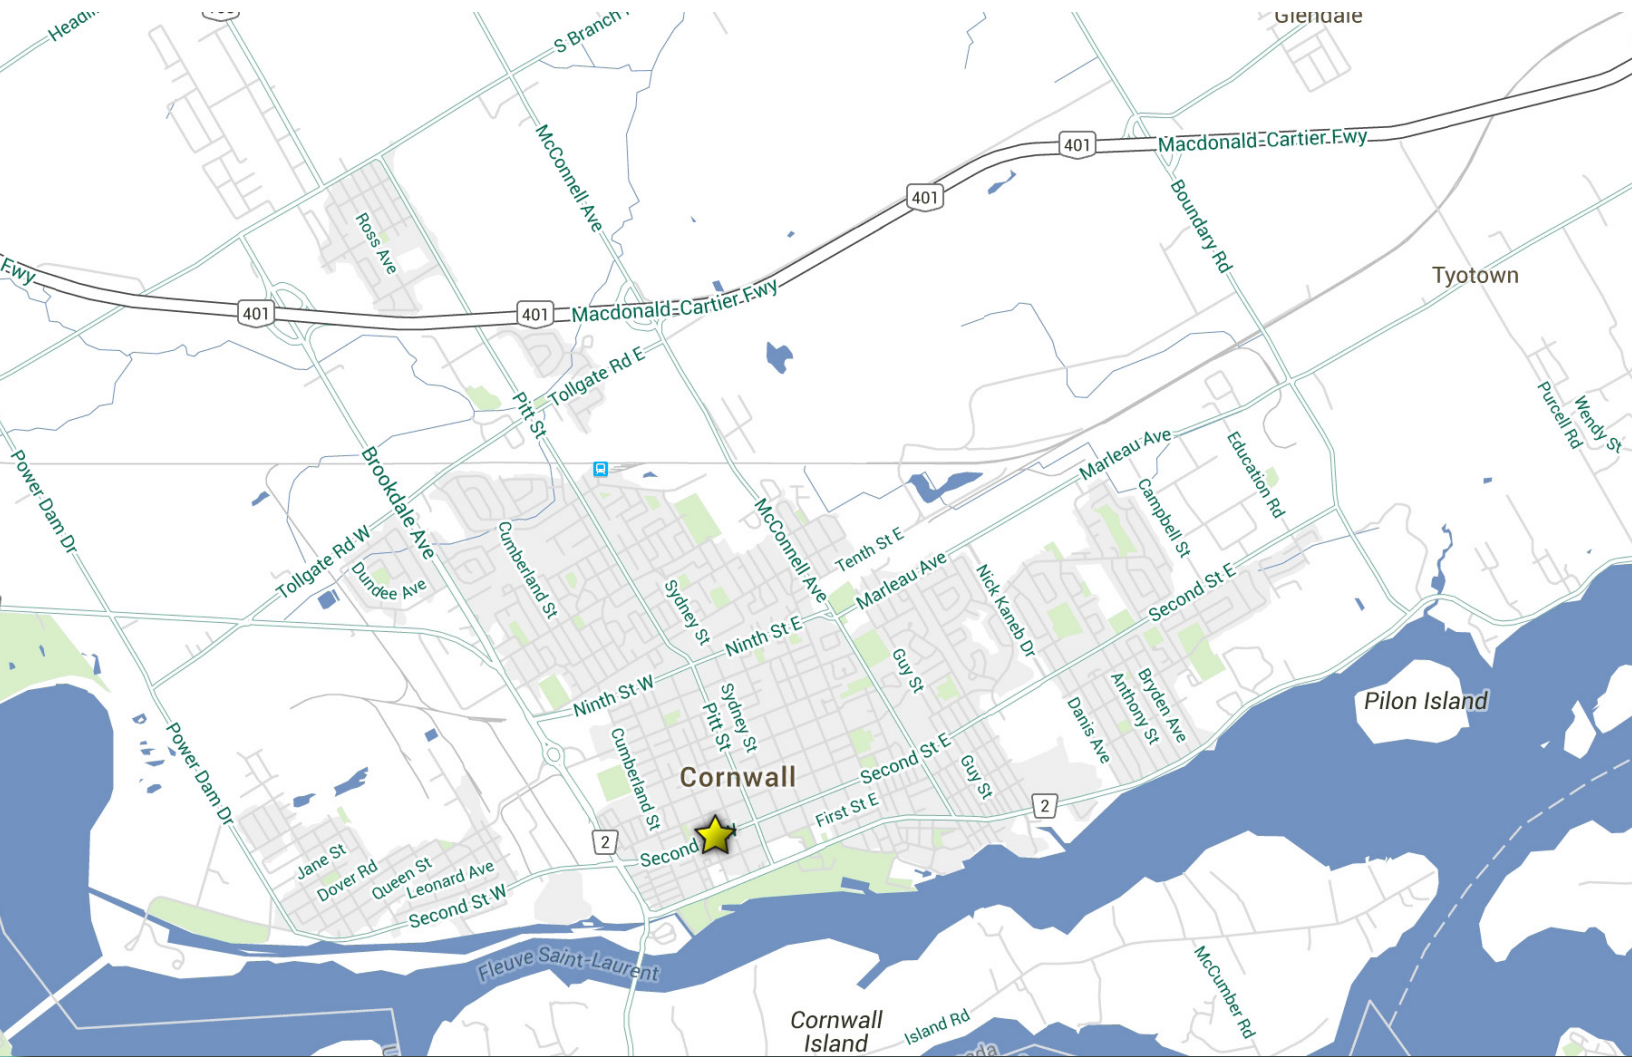 Glendale
S Branch
McConnell Ave
401
Macdonald-Cartier Fwy
401
Boundary Rd
Ross Ave
Fwy
Tyotown
401
401
Macdonald-Cartier Fwy
Tollgate Rd E
Pitt St
Purcell Rd
Wendy St
Marleau Ave
Education Rd
Campbell St
Power Dam Dr
Brookdale Ave
McConnell Ave
Tollgate Rd W
Dundee Ave
Cumberland St
Tenth St E
Marleau Ave
Nick Kaneb Dr
Second St E
Sydney St
Ninth St E
Guy St
Ninth St W
Sydney St
Pitt St
Anthony St
Bryden Ave
Danis Ave
Pilon Island
Power Dam Dr
Cumberland St
Cornwall
Second St E
Guy St
First St E
2
2
Second
Jane St
Dover Rd
Queen St
Leonard Ave
Second St W
Fleuve Saint-Laurent
McCumber Rd
Cornwall
Island
Island Rd